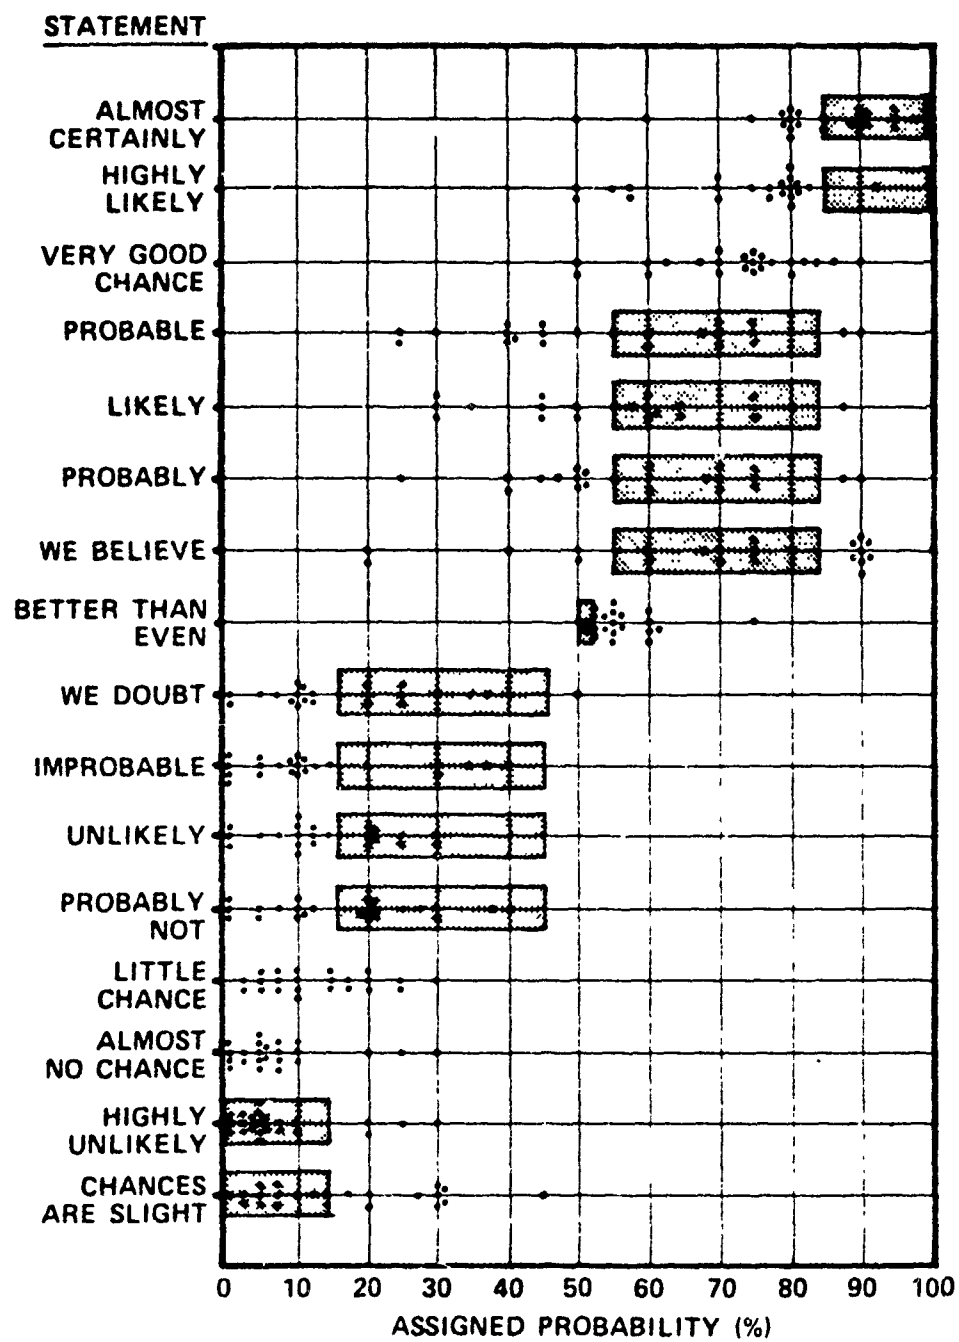 STATEMENT
ALMOST
CERTAINLY
HIGHLY
LIKELY
VERY GOOD
CHANCE
PROBABLE
LIKELY
PROBABLY
WE BELIEVE
BETTER THAN
EVEN
WE DOUBT
IMPROBABLE
UNLIKELY
PROBABLY
NOT
LITTLE
CHANCE
ALMOST
NO CHANCE
HIGHLY
UNLIKELY
CHANCES
ARE SLIGHT
0 10 20 30 40 50 60 70 80 90 100
ASSIGNED PROBABILITY (%)